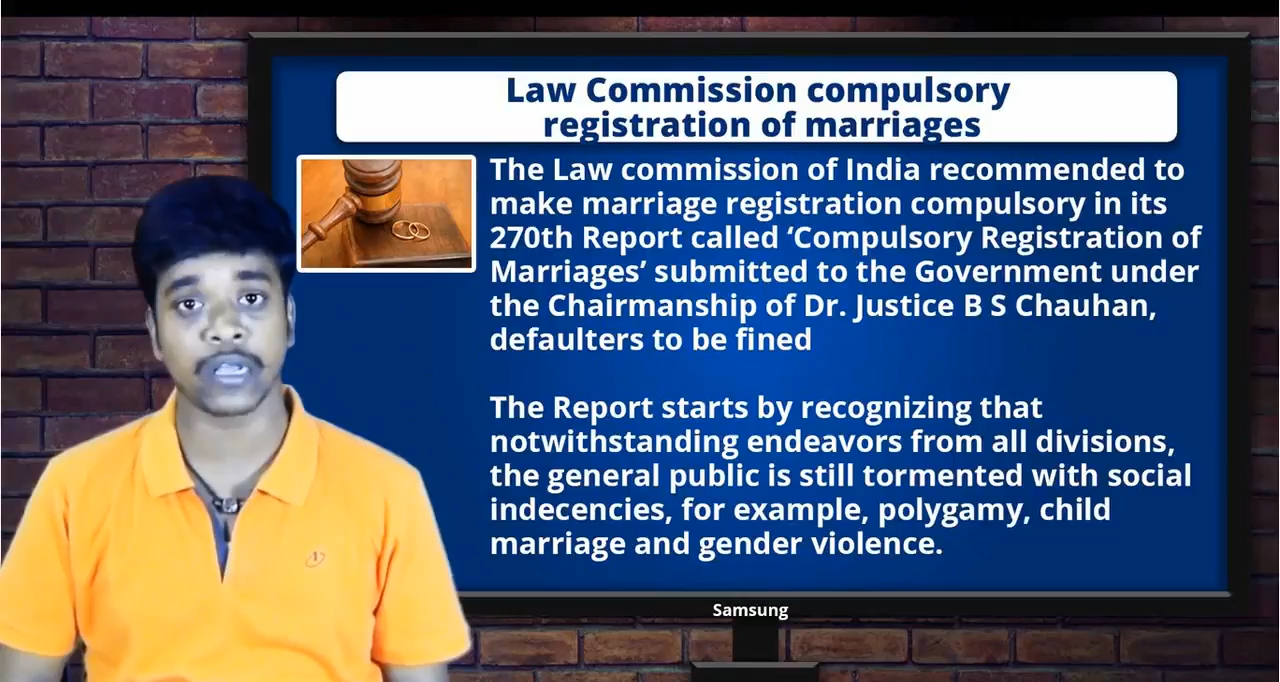 Law Commission compulsory
registration of marriages
The Law commission of India recommended to
make marriage registration compulsory in its
270th Report called ‘Compulsory Registration of
Marriages’ submitted to the Government under
the Chairmanship of Dr. Justice B S Chauhan,
defaulters to be fined
The Report starts by recognizing that
notwithstanding endeavors from all divisions,
the general public is still tormented with social
indecencies, for example, polygamy, child
marriage and gender violence.
Samsung